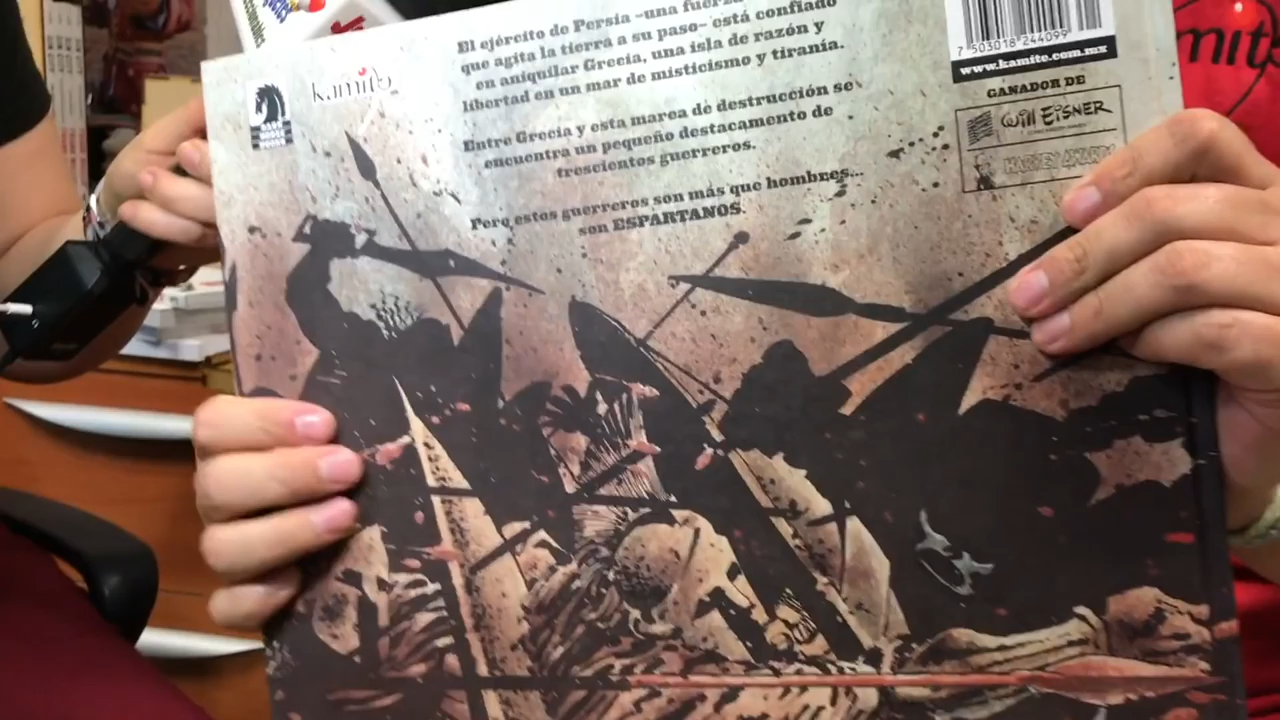 El ejército de Persia -una fuerza
que agita la tierra a su paso- está confiado
en aniquilar Grecia, una isla de razón y
libertad en un mar de misticismo y tiranía.
Entre Grecia y esta marea de destrucción se
encuentra un pequeño destacamento de
trescientos guerreros.
Pero estos guerreros son más que hombres...
son ESPARTANOS.
kamite
7 503018 244099
www.kamite.com.mx
GANADOR DE
WILL EISNER
HARVEY AWARDS